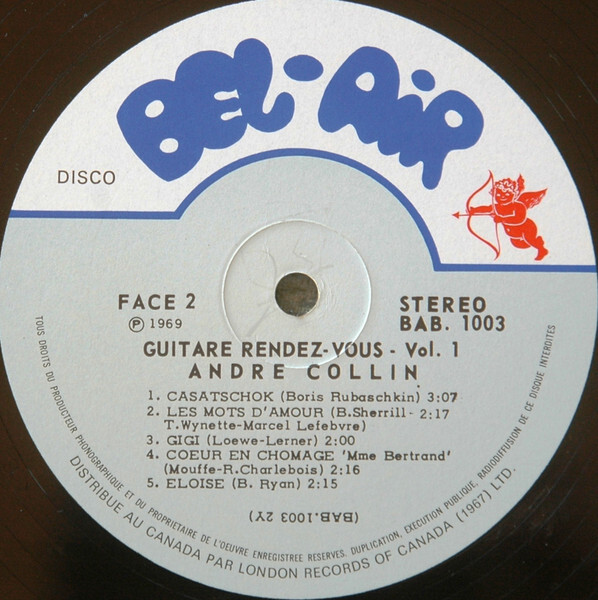 BEL-AIR
DISCO
FACE 2
℗ 1969
STEREO
BAB. 1003
GUITARE RENDEZ-VOUS - Vol. 1
ANDRE COLLIN
1. CASATSCHOK (Boris Rubaschkin) 3:07
2. LES MOTS D'AMOUR (B.Sherrill- 2:17
T.Wynette-Marcel Lefebvre)
3. GIGI (Loewe-Lerner) 2:00
4. COEUR EN CHOMAGE 'Mme Bertrand'
(Mouffe-R.Charlebois) 2:16
5. ELOISE (B. Ryan) 2:15
(BAB.1003 2Y)
TOUS DROITS DU PRODUCTEUR PHONOGRAPHIQUE ET DU PROPRIETAIRE DE L'OEUVRE ENREGISTREE RESERVES. DUPLICATION, EXECUTION PUBLIQUE, RADIODIFFUSION DE CE DISQUE INTERDITES
DISTRIBUE AU CANADA PAR LONDON RECORDS OF CANADA (1967) LTD.